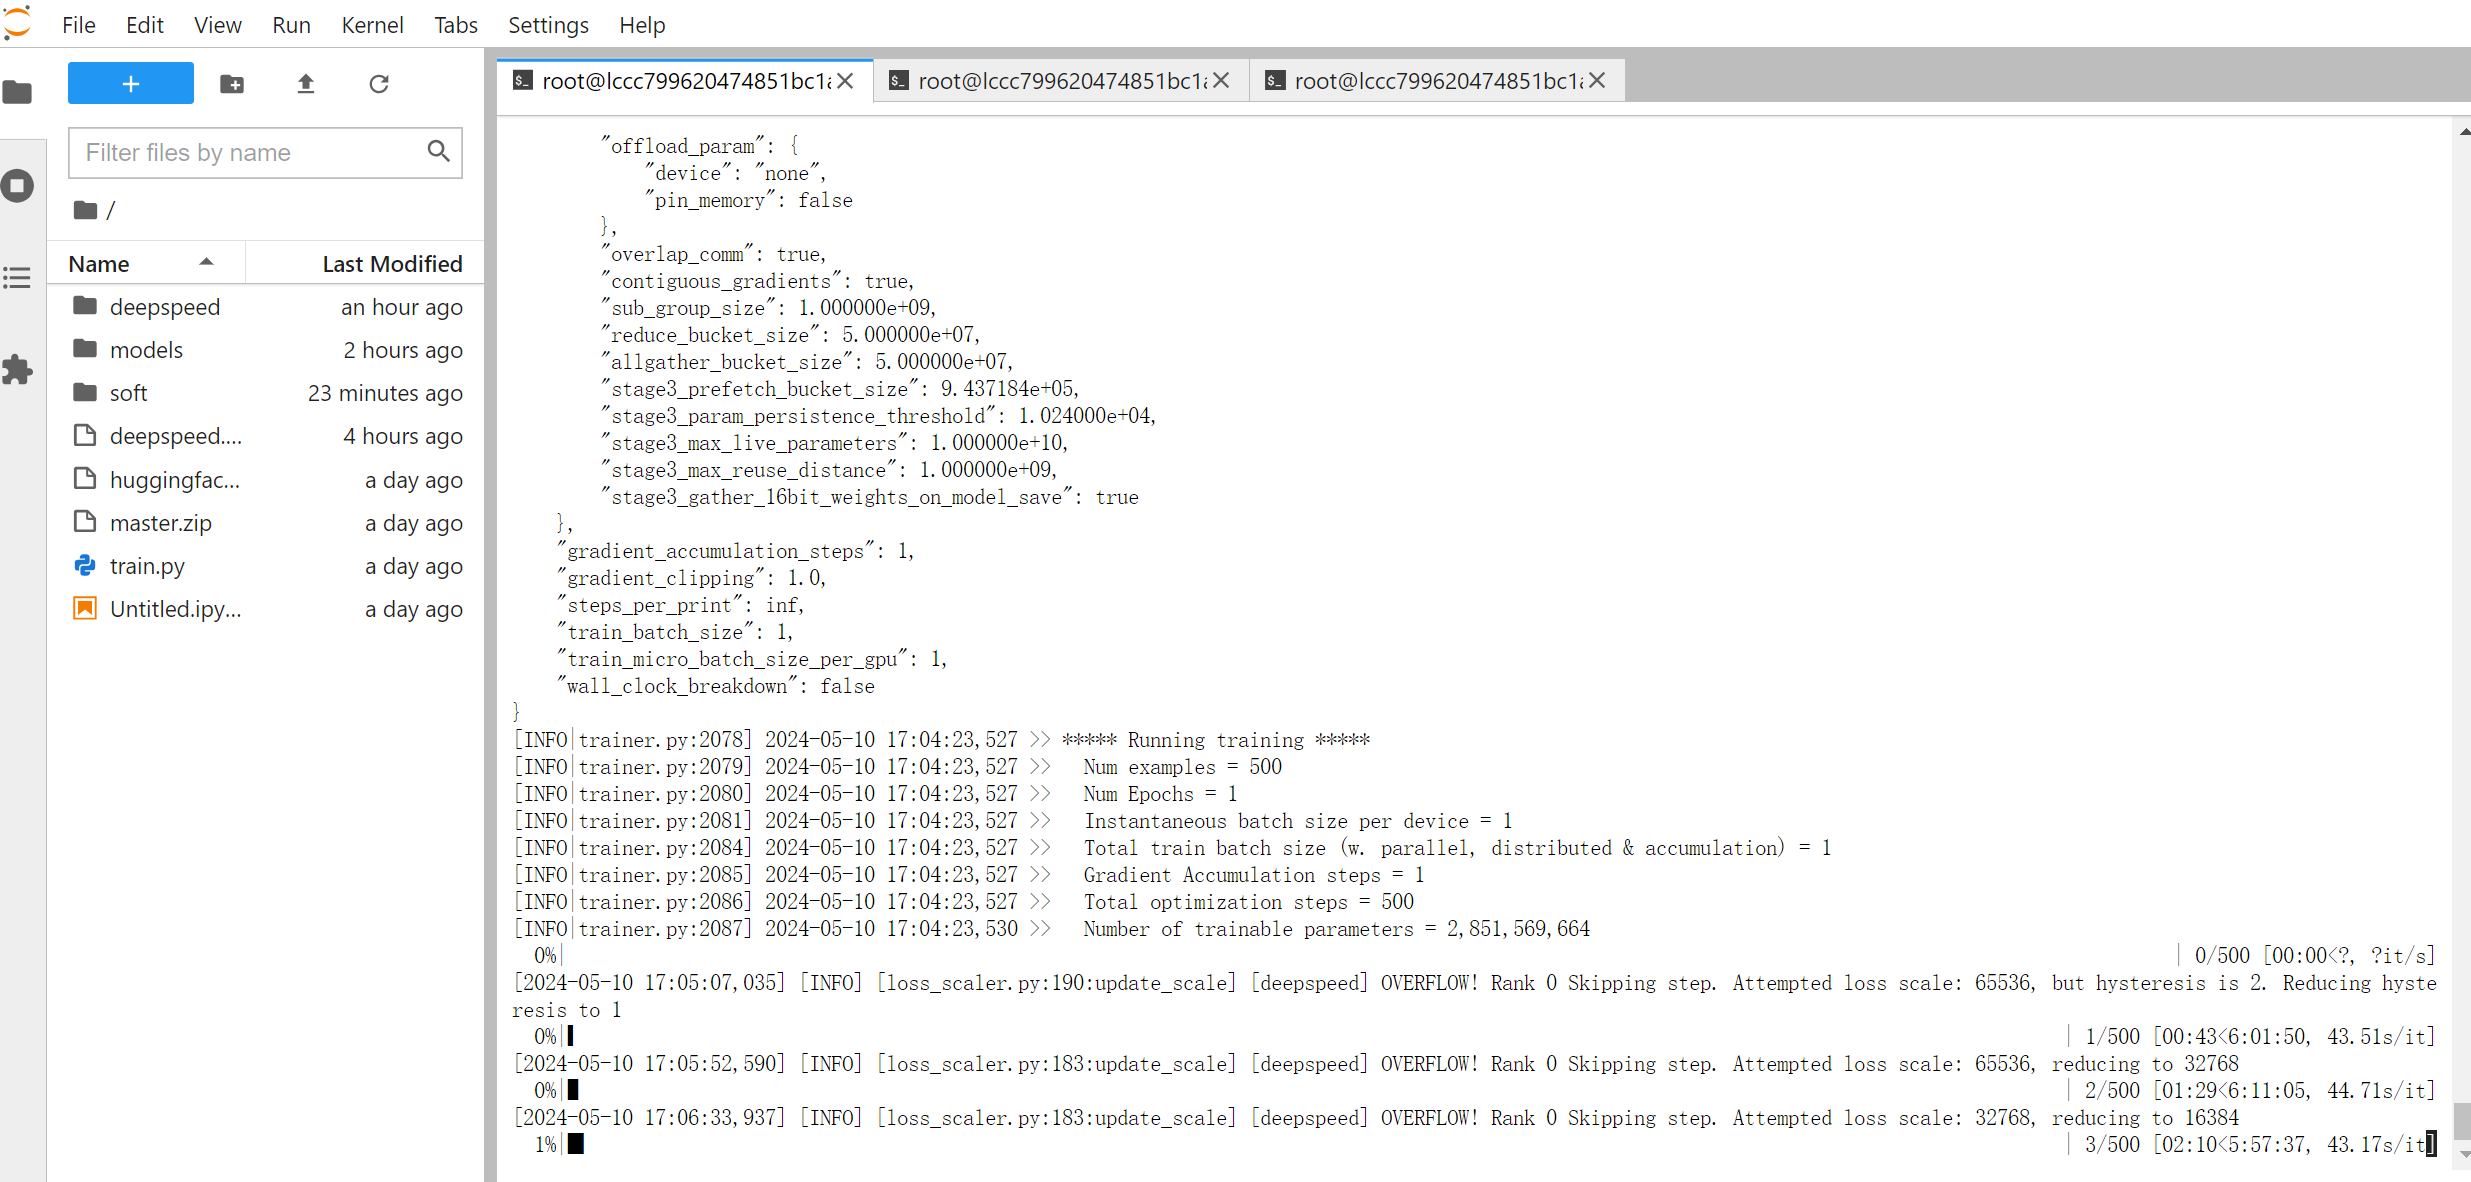 File Edit View Run Kernel Tabs Settings Help
+
Filter files by name
/
Name Last Modified
deepspeed an hour ago
models 2 hours ago
soft 23 minutes ago
deepspeed.... 4 hours ago
huggingfac... a day ago
master.zip a day ago
train.py a day ago
Untitled.ipy... a day ago
$_ root@lccc799620474851bc1a $_ root@lccc799620474851bc1a $_ root@lccc799620474851bc1a
"offload_param": {
"device": "none",
"pin_memory": false
},
"overlap_comm": true,
"contiguous_gradients": true,
"sub_group_size": 1.000000e+09,
"reduce_bucket_size": 5.000000e+07,
"allgather_bucket_size": 5.000000e+07,
"stage3_prefetch_bucket_size": 9.437184e+05,
"stage3_param_persistence_threshold": 1.024000e+04,
"stage3_max_live_parameters": 1.000000e+10,
"stage3_max_reuse_distance": 1.000000e+09,
"stage3_gather_16bit_weights_on_model_save": true
},
"gradient_accumulation_steps": 1,
"gradient_clipping": 1.0,
"steps_per_print": inf,
"train_batch_size": 1,
"train_micro_batch_size_per_gpu": 1,
"wall_clock_breakdown": false
}
[INFO|trainer.py:2078] 2024-05-10 17:04:23,527 >> ***** Running training *****
[INFO|trainer.py:2079] 2024-05-10 17:04:23,527 >> Num examples = 500
[INFO|trainer.py:2080] 2024-05-10 17:04:23,527 >> Num Epochs = 1
[INFO|trainer.py:2081] 2024-05-10 17:04:23,527 >> Instantaneous batch size per device = 1
[INFO|trainer.py:2084] 2024-05-10 17:04:23,527 >> Total train batch size (w. parallel, distributed & accumulation) = 1
[INFO|trainer.py:2085] 2024-05-10 17:04:23,527 >> Gradient Accumulation steps = 1
[INFO|trainer.py:2086] 2024-05-10 17:04:23,527 >> Total optimization steps = 500
[INFO|trainer.py:2087] 2024-05-10 17:04:23,530 >> Number of trainable parameters = 2,851,569,664
0%| | 0/500 [00:00<?, ?it/s]
[2024-05-10 17:05:07,035] [INFO] [loss_scaler.py:190:update_scale] [deepspeed] OVERFLOW! Rank 0 Skipping step. Attempted loss scale: 65536, but hysteresis is 2. Reducing hyste
resis to 1
0%| | 1/500 [00:43<6:01:50, 43.51s/it]
[2024-05-10 17:05:52,590] [INFO] [loss_scaler.py:183:update_scale] [deepspeed] OVERFLOW! Rank 0 Skipping step. Attempted loss scale: 65536, reducing to 32768
0%| | 2/500 [01:29<6:11:05, 44.71s/it]
[2024-05-10 17:06:33,937] [INFO] [loss_scaler.py:183:update_scale] [deepspeed] OVERFLOW! Rank 0 Skipping step. Attempted loss scale: 32768, reducing to 16384
1%| | 3/500 [02:10<5:57:37, 43.17s/it]